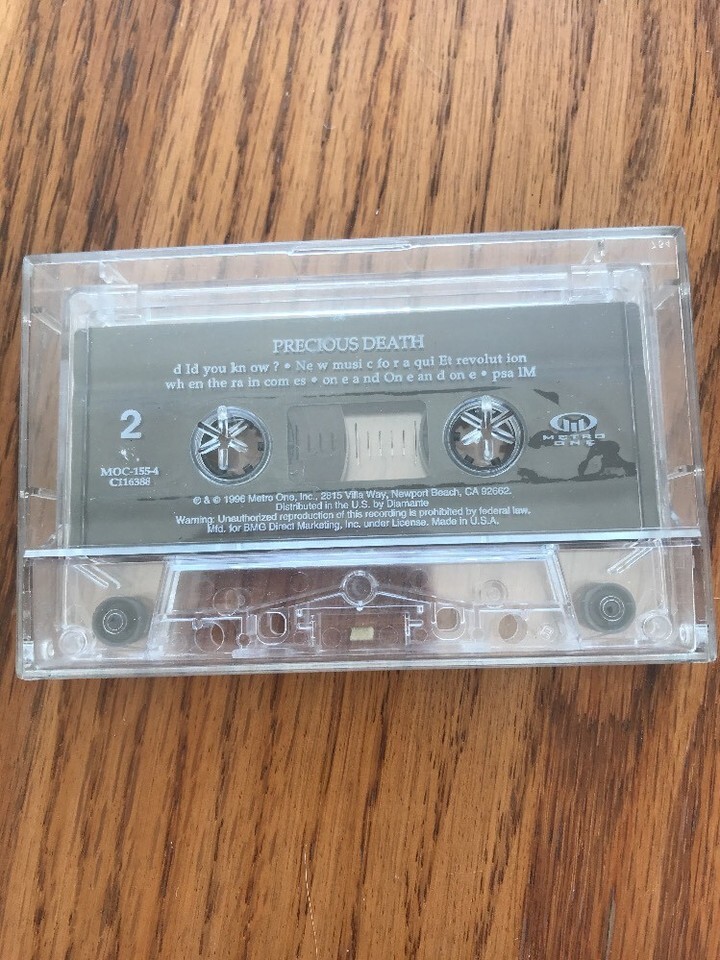 PRECIOUS DEATH
d Id you kn ow ? • Ne w musi c fo r a qui Et revolut ion
wh en the ra in com es • on e a nd On e an d on e • psa lM
2
METRO
ONE
MOC-155-4
C116388
℗ & © 1996 Metro One, Inc., 2815 Villa Way, Newport Beach, CA 92662.
Distributed in the U.S. by Diamante
Warning: Unauthorized reproduction of this recording is prohibited by federal law.
Mfd. for BMG Direct Marketing, Inc. under License. Made in U.S.A.